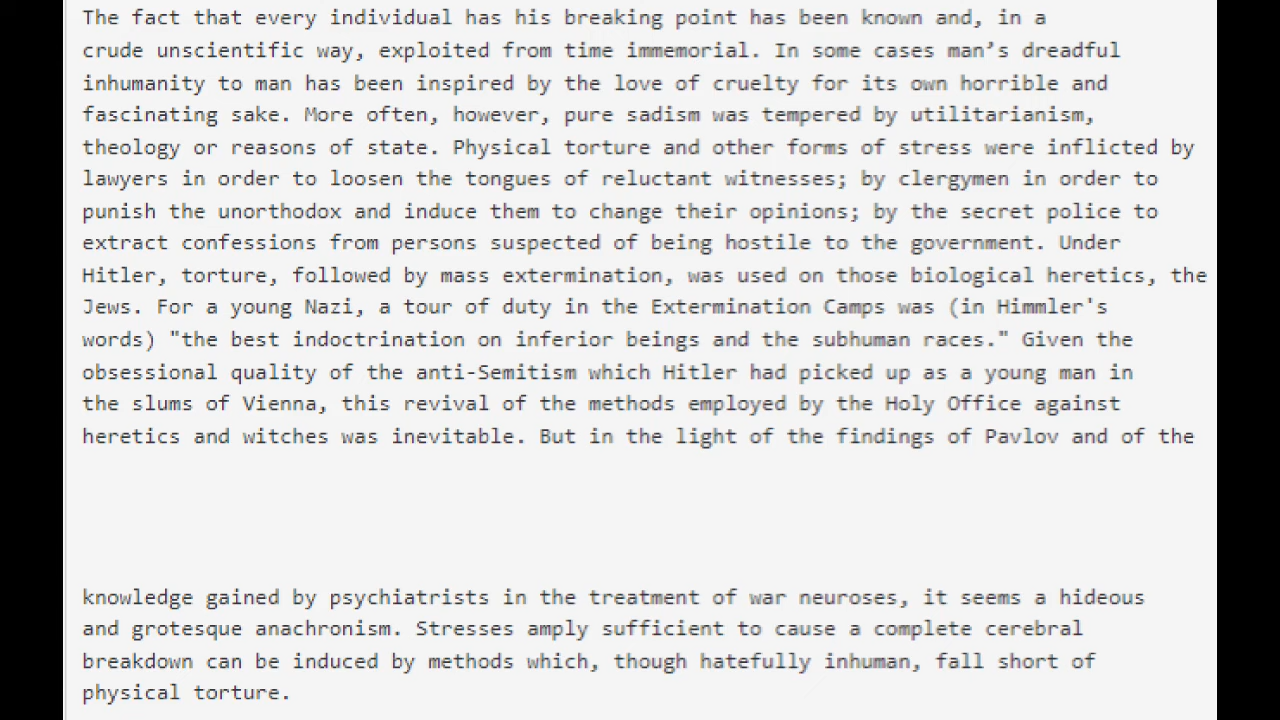 The fact that every individual has his breaking point has been known and, in a
crude unscientific way, exploited from time immemorial. In some cases man’s dreadful
inhumanity to man has been inspired by the love of cruelty for its own horrible and
fascinating sake. More often, however, pure sadism was tempered by utilitarianism,
theology or reasons of state. Physical torture and other forms of stress were inflicted by
lawyers in order to loosen the tongues of reluctant witnesses; by clergymen in order to
punish the unorthodox and induce them to change their opinions; by the secret police to
extract confessions from persons suspected of being hostile to the government. Under
Hitler, torture, followed by mass extermination, was used on those biological heretics, the
Jews. For a young Nazi, a tour of duty in the Extermination Camps was (in Himmler's
words) "the best indoctrination on inferior beings and the subhuman races." Given the
obsessional quality of the anti-Semitism which Hitler had picked up as a young man in
the slums of Vienna, this revival of the methods employed by the Holy Office against
heretics and witches was inevitable. But in the light of the findings of Pavlov and of the
knowledge gained by psychiatrists in the treatment of war neuroses, it seems a hideous
and grotesque anachronism. Stresses amply sufficient to cause a complete cerebral
breakdown can be induced by methods which, though hatefully inhuman, fall short of
physical torture.